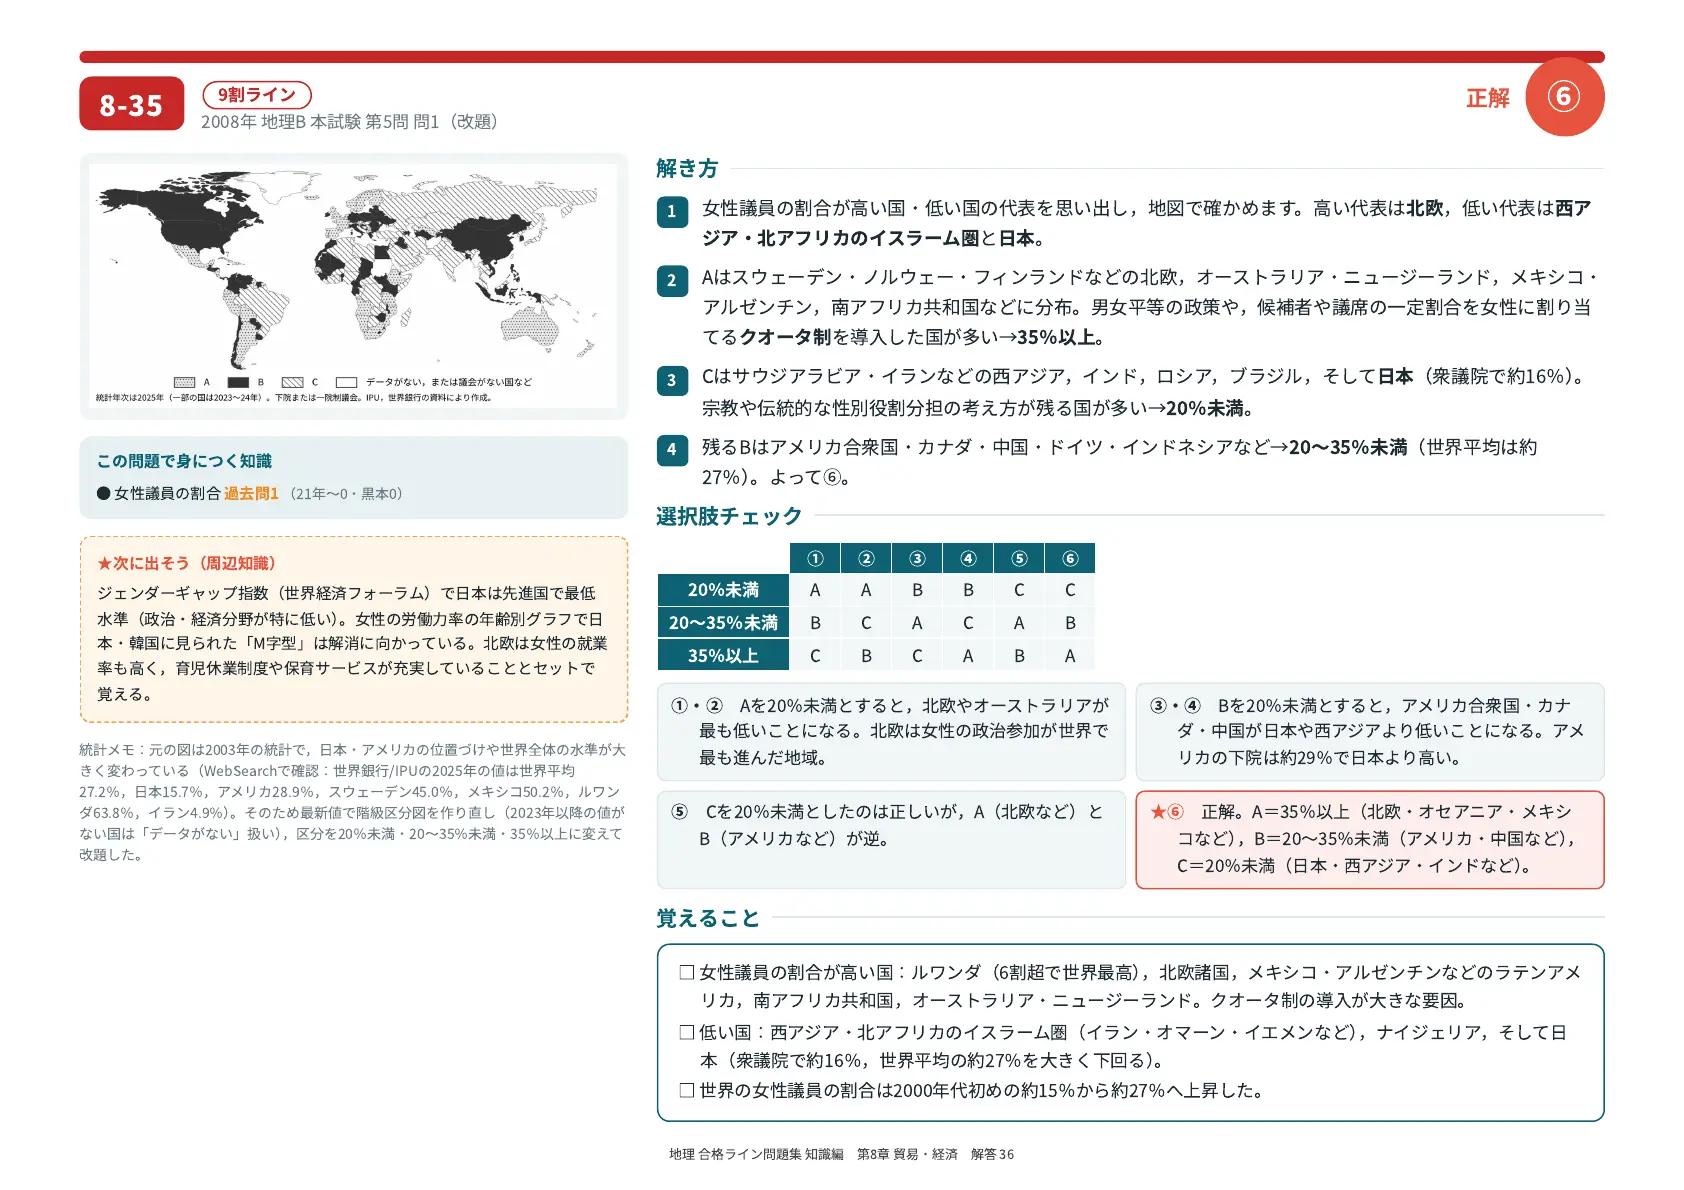 8-35
9割ライン
2008年 地理B 本試験 第5問 問1（改題）
正解 ⑥
A B C データがない，または議会がない国など
統計年次は2025年（一部の国は2023～24年）。下院または一院制議会。IPU，世界銀行の資料により作成。
この問題で身につく知識
●女性議員の割合 過去問1 （21年〜0・黒本0）
★次に出そう（周辺知識）
ジェンダーギャップ指数（世界経済フォーラム）で日本は先進国で最低
水準（政治・経済分野が特に低い）。女性の労働力率の年齢別グラフで日
本・韓国に見られた「M字型」は解消に向かっている。北欧は女性の就業
率も高く，育児休業制度や保育サービスが充実していることとセットで
覚える。
統計メモ：元の図は2003年の統計で，日本・アメリカの位置づけや世界全体の水準が大
きく変わっている（WebSearchで確認：世界銀行/IPUの2025年の値は世界平均
27.2%，日本15.7%，アメリカ28.9%，スウェーデン45.0%，メキシコ50.2%，ルワン
ダ63.8%，イラン4.9%）。そのため最新値で階級区分図を作り直し（2023年以降の値が
ない国は「データがない」扱い），区分を20%未満・20〜35%未満・35%以上に変えて
改題した。
解き方
1 女性議員の割合が高い国・低い国の代表を思い出し，地図で確かめます。高い代表は北欧，低い代表は西ア
ジア・北アフリカのイスラーム圏と日本。
2 Aはスウェーデン・ノルウェー・フィンランドなどの北欧，オーストラリア・ニュージーランド，メキシコ・
アルゼンチン，南アフリカ共和国などに分布。男女平等の政策や，候補者や議席の一定割合を女性に割り当
てるクオータ制を導入した国が多い→35%以上。
3 Cはサウジアラビア・イランなどの西アジア，インド，ロシア，ブラジル，そして日本（衆議院で約16%）。
宗教や伝統的な性別役割分担の考え方が残る国が多い→20%未満。
4 残るBはアメリカ合衆国・カナダ・中国・ドイツ・インドネシアなど→20〜35%未満（世界平均は約
27%）。よって⑥。
選択肢チェック
① ② ③ ④ ⑤ ⑥
20%未満 A A B B C C
20〜35%未満 B C A C A B
35%以上 C B C A B A
①・② Aを20%未満とすると，北欧やオーストラリアが
最も低いことになる。北欧は女性の政治参加が世界で
最も進んだ地域。
③・④ Bを20%未満とすると，アメリカ合衆国・カナ
ダ・中国が日本や西アジアより低いことになる。アメ
リカの下院は約29%で日本より高い。
⑤ Cを20%未満としたのは正しいが，A（北欧など）と
B（アメリカなど）が逆。
★⑥ 正解。A＝35%以上（北欧・オセアニア・メキシ
コなど），B＝20〜35%未満（アメリカ・中国など），
C＝20%未満（日本・西アジア・インドなど）。
覚えること
□ 女性議員の割合が高い国：ルワンダ（6割超で世界最高），北欧諸国，メキシコ・アルゼンチンなどのラテンアメ
リカ，南アフリカ共和国，オーストラリア・ニュージーランド。クオータ制の導入が大きな要因。
□ 低い国：西アジア・北アフリカのイスラーム圏（イラン・オマーン・イエメンなど），ナイジェリア，そして日
本（衆議院で約16%，世界平均の約27%を大きく下回る）。
□ 世界の女性議員の割合は2000年代初めの約15%から約27%へ上昇した。
地理 合格ライン問題集 知識編 第8章 貿易・経済 解答 36